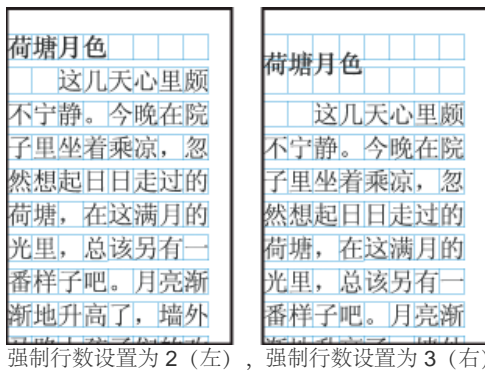 荷塘月色
这几天心里颇
不宁静。今晚在院
子里坐着乘凉，忽
然想起日日走过的
荷塘，在这满月的
光里，总该另有一
番样子吧。月亮渐
渐地升高了，墙外
荷塘月色
这几天心里颇
不宁静。今晚在院
子里坐着乘凉，忽
然想起日日走过的
荷塘，在这满月的
光里，总该另有一
番样子吧。月亮渐
强制行数设置为 2（左），强制行数设置为 3（右）